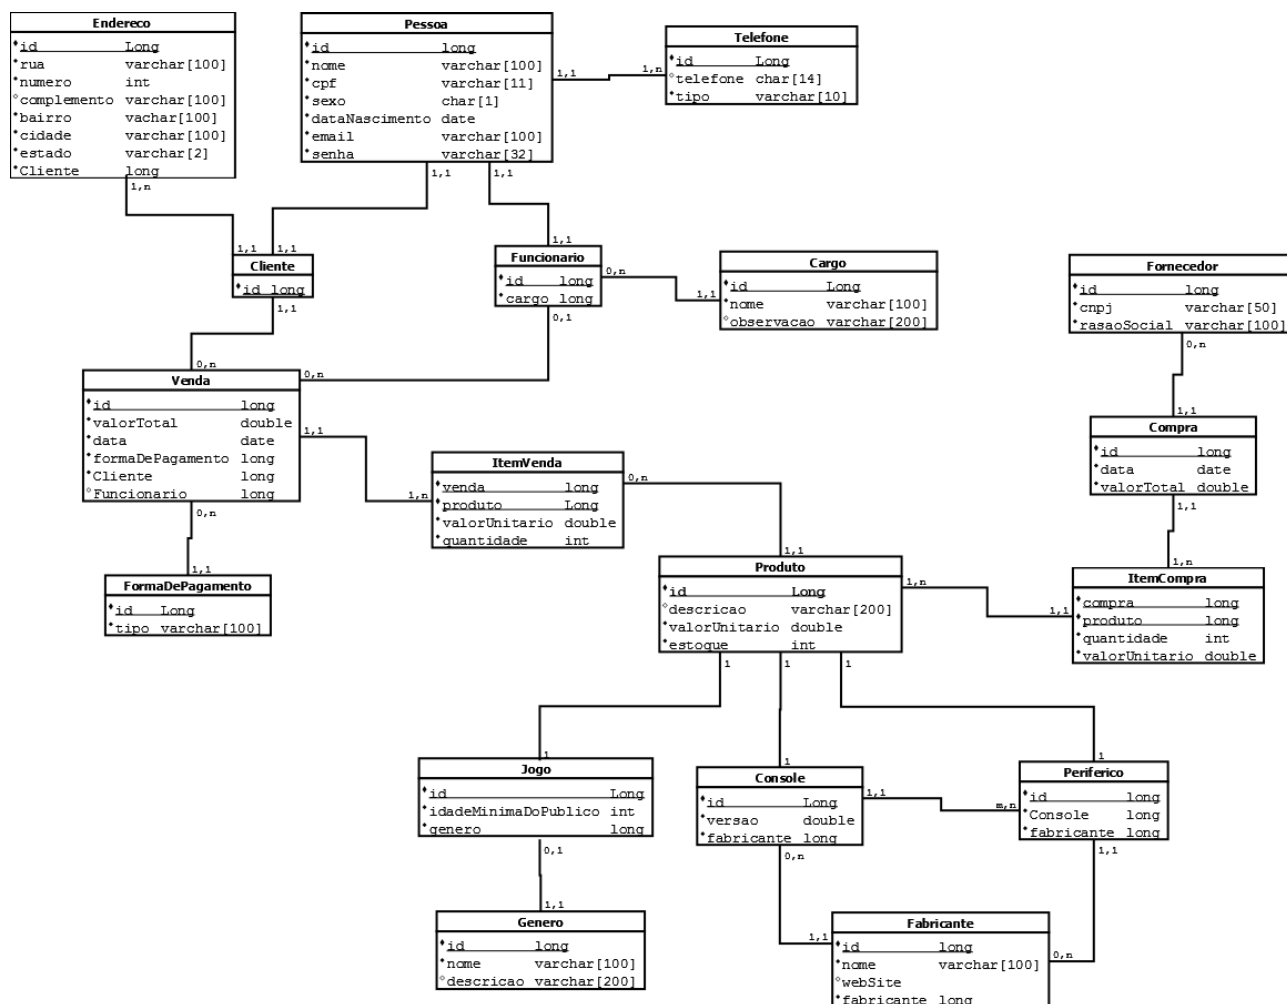 Endereco
id Long
rua varchar[100]
numero int
complemento varchar[100]
bairro vachar[100]
cidade varchar[100]
estado varchar[2]
Cliente long
1,n
Pessoa
id long
nome varchar[100]
cpf varchar[11]
sexo char[1]
dataNascimento date
email varchar[100]
senha varchar[32]
1,1
1,1
1,1
1,n
Telefone
id Long
telefone char[14]
tipo varchar[10]
1,1
1,1
Cliente
id long
1,1
1,1
Funcionario
id long
cargo long
0,1
0,n
1,1
Cargo
id Long
nome varchar[100]
observacao varchar[200]
Fornecedor
id long
cnpj varchar[50]
rasaoSocial varchar[100]
0,n
0,n
0,n
Venda
id long
valorTotal double
data date
formaDePagamento long
Cliente long
Funcionario long
1,1
0,n
1,1
Compra
id long
data date
valorTotal double
1,1
1,n
ItemVenda
venda long
produto Long
valorUnitario double
quantidade int
0,n
1,1
FormaDePagamento
id Long
tipo varchar[100]
1,1
Produto
id Long
descricao varchar[200]
valorUnitario double
estoque int
1,n
1,1
1,n
ItemCompra
compra long
produto long
quantidade int
valorUnitario double
1
1
1
1
Jogo
id Long
idadeMinimaDoPublico int
genero long
0,1
1
Console
id Long
versao double
fabricante long
1,1
0,n
m,n
1
Periferico
id long
Console long
fabricante long
1,1
1,1
Genero
id long
nome varchar[100]
descricao varchar[200]
1,1
Fabricante
id long
nome varchar[100]
webSite
fabricante long
0,n